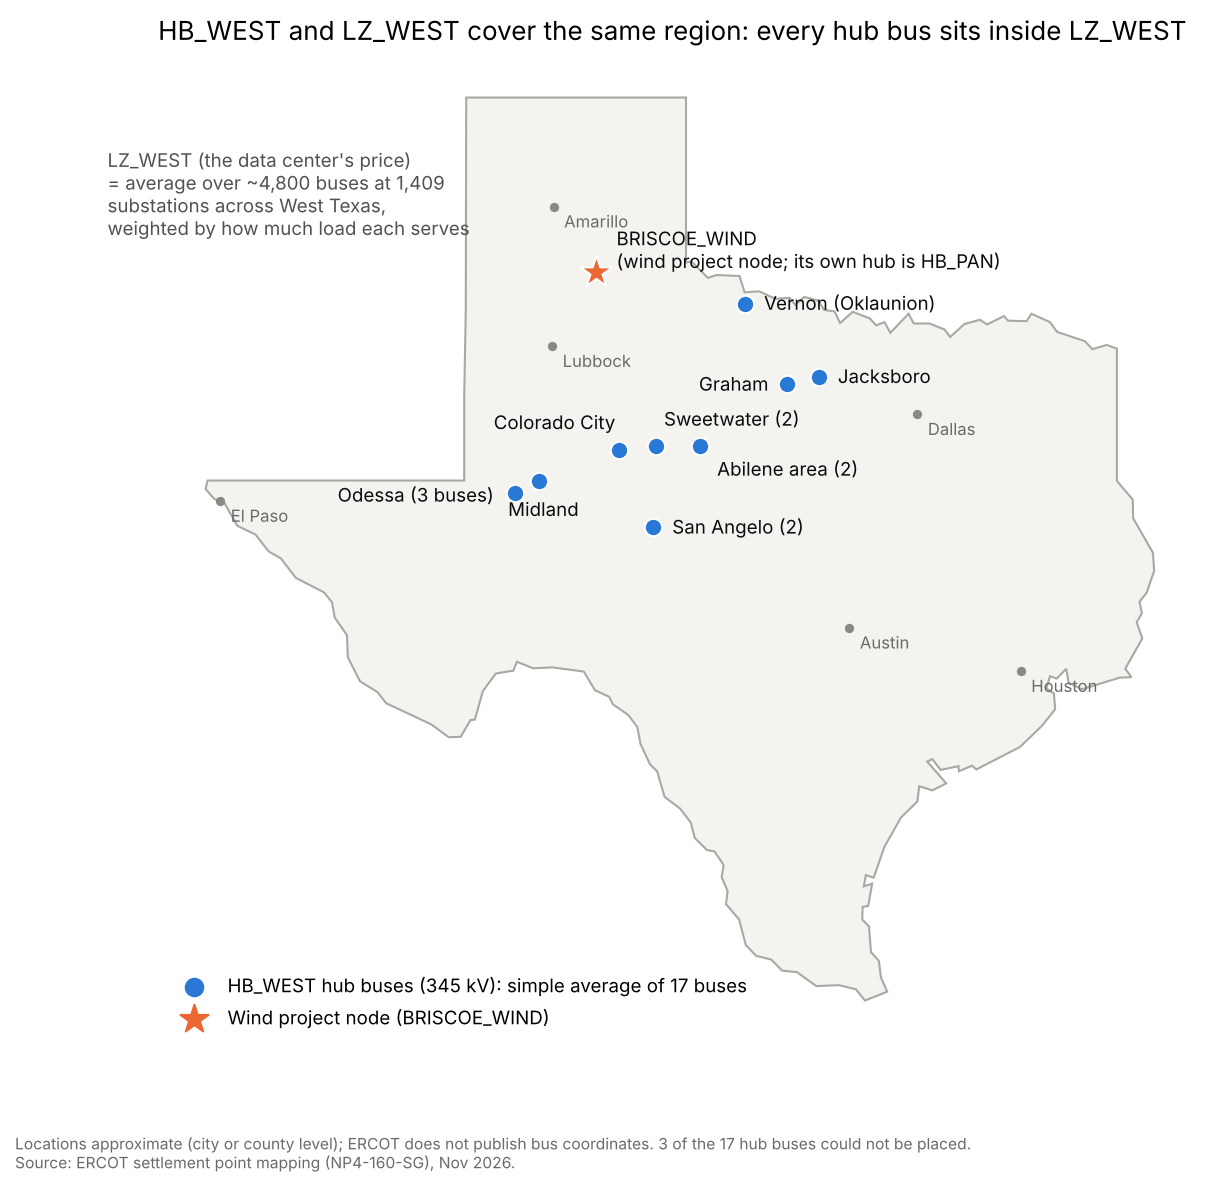 HB_WEST and LZ_WEST cover the same region: every hub bus sits inside LZ_WEST
LZ_WEST (the data center's price)
= average over ~4,800 buses at 1,409
substations across West Texas,
weighted by how much load each serves
Amarillo
BRISCOE_WIND
(wind project node; its own hub is HB_PAN)
Vernon (Oklaunion)
Lubbock
Graham
Jacksboro
Colorado City
Sweetwater (2)
Dallas
Abilene area (2)
Odessa (3 buses)
Midland
El Paso
San Angelo (2)
Austin
Houston
HB_WEST hub buses (345 kV): simple average of 17 buses
Wind project node (BRISCOE_WIND)
Locations approximate (city or county level); ERCOT does not publish bus coordinates. 3 of the 17 hub buses could not be placed.
Source: ERCOT settlement point mapping (NP4-160-SG), Nov 2026.